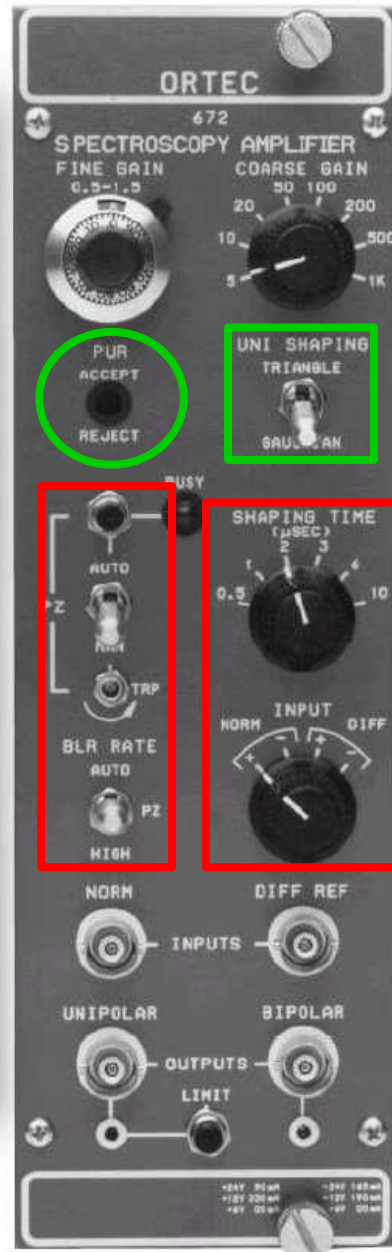 ORTEC
672
SPECTROSCOPY AMPLIFIER
FINE GAIN
0.5-1.5
COARSE GAIN
5 10 20 50 100 200 500 1K
PUR
ACCEPT
REJECT
UNI SHAPING
TRIANGLE
BUSY
AUTO
PZ
TRP
SHAPING TIME
(µSEC)
0.5 1 2 3 6 10
BLR RATE
AUTO
PZ
HIGH
INPUT
NORM DIFF
+ - + -
NORM
DIFF REF
INPUTS
UNIPOLAR
BIPOLAR
OUTPUTS
LIMIT